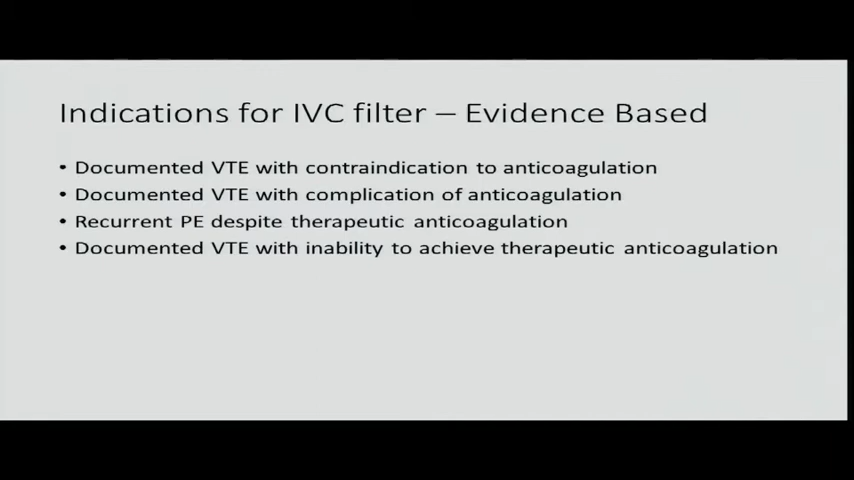 Indications for IVC filter – Evidence Based
• Documented VTE with contraindication to anticoagulation
• Documented VTE with complication of anticoagulation
• Recurrent PE despite therapeutic anticoagulation
• Documented VTE with inability to achieve therapeutic anticoagulation